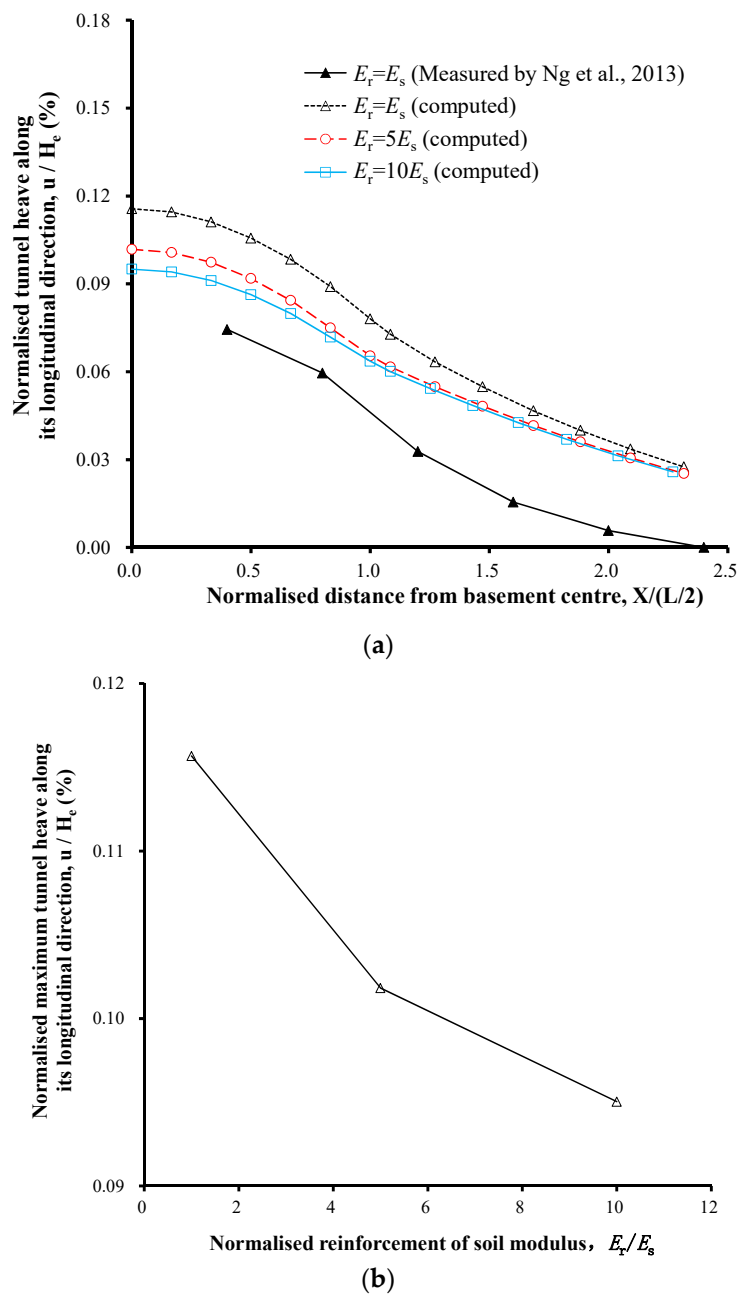 0.18
0.15
0.12
0.09
0.06
0.03
0.00
Normalised tunnel heave along
its longitudinal direction, u / Hₑ (%)
Eᵣ=Eₛ (Measured by Ng et al., 2013)
Eᵣ=Eₛ (computed)
Eᵣ=5Eₛ (computed)
Eᵣ=10Eₛ (computed)
0.0 0.5 1.0 1.5 2.0 2.5
Normalised distance from basement centre, X/(L/2)
(a)
0.12
0.11
0.10
0.09
Normalised maximum tunnel heave along
its longitudinal direction, u / Hₑ (%)
0 2 4 6 8 10 12
Normalised reinforcement of soil modulus, Eᵣ/Eₛ
(b)